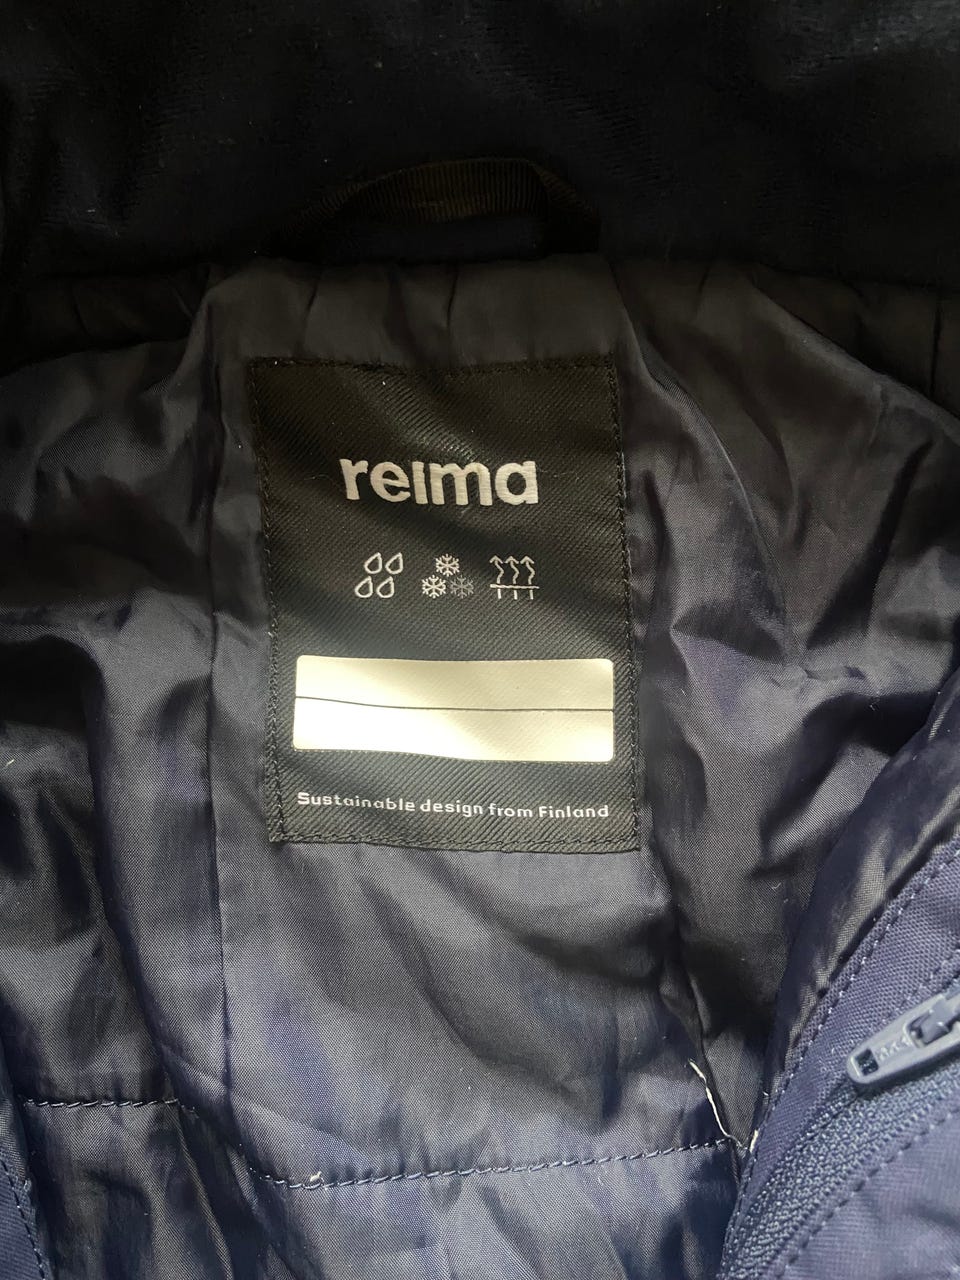 reima
Sustainable design from Finland